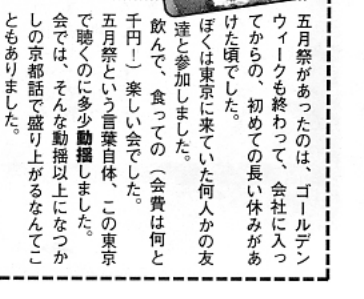 五月祭があったのは、ゴールデン
ウィークも終わって、会社に入っ
てからの、初めての長い休みがあ
けた頃でした。
ぼくは東京に来ていた何人かの友
達と参加しました。
飲んで、食っての（会費は何と
千円！）楽しい会でした。
五月祭という言葉自体、この東京
で聴くのに多少動揺しました。
会では、そんな動揺以上になつか
しの京都話で盛り上がるなんてこ
ともありました。